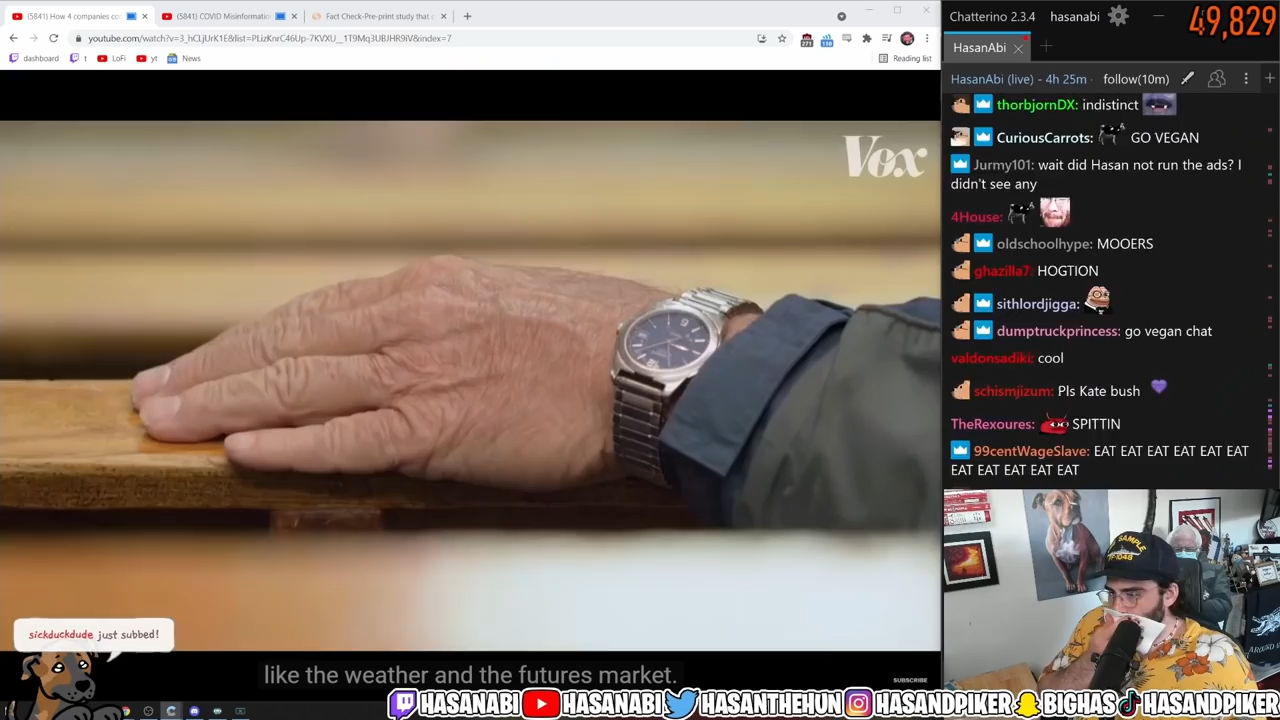 (5841) How 4 companies co
(5841) COVID Misinformation
Fact Check-Pre-print study that c
youtube.com/watch?v=3_hCLjUrK1E&list=PLizKnrC46Up-7KVXU__1T9Mq3UBJHR9iV&index=7
dashboard
t
LoFi
yt
News
Reading list
Vox
like the weather and the futures market.
SUBSCRIBE
sickduckdude just subbed!
Chatterino 2.3.4
hasanabi
49,829
HasanAbi
HasanAbi (live) - 4h 25m
follow(10m)
thorbjornDX: indistinct
CuriousCarrots: GO VEGAN
Jurmy101: wait did Hasan not run the ads? I
didn't see any
4House:
oldschoolhype: MOOERS
ghazilla7: HOGTION
sithlordjigga:
dumptruckprincess: go vegan chat
valdonsadiki: cool
schismjizum: Pls Kate bush
TheRexoures: SPITTIN
99centWageSlave: EAT EAT EAT EAT EAT EAT
EAT EAT EAT EAT EAT
SAMPLE
HASANABI
HASANABI
HASANTHEHUN
HASANDPIKER
BIGHAS
HASANDPIKER